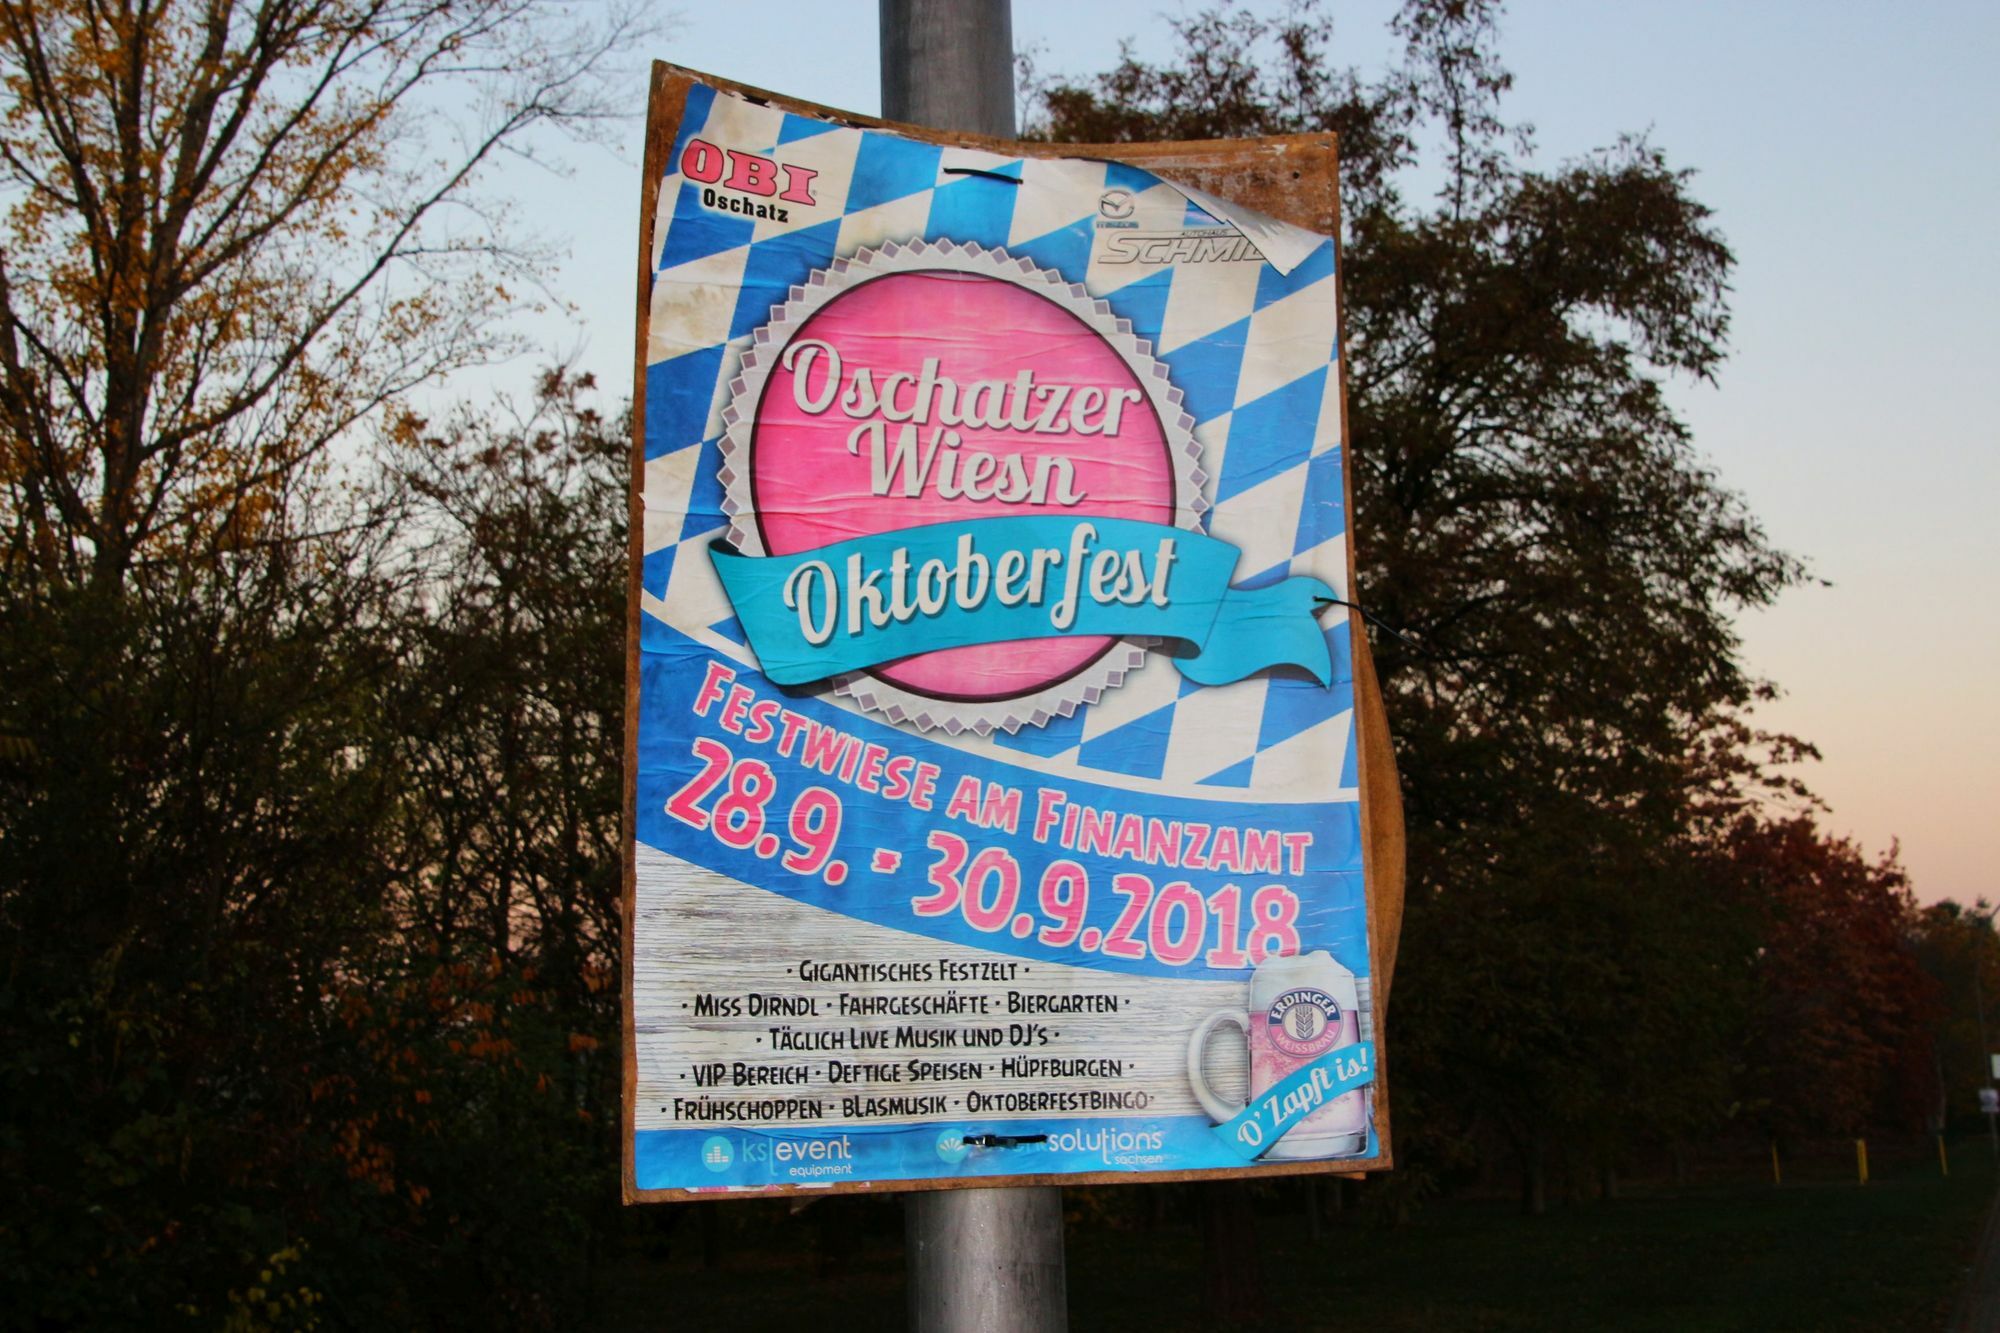 OBI
Oschatz
mazda
AUTOHAUS
Oschatzer
Wiesn
Oktoberfest
FESTWIESE AM FINANZAMT
28.9. - 30.9.2018
· GIGANTISCHES FESTZELT ·
· MISS DIRNDL · FAHRGESCHÄFTE · BIERGARTEN ·
· TÄGLICH LIVE MUSIK UND DJ's ·
· VIP BEREICH · DEFTIGE SPEISEN · HÜPFBURGEN ·
· FRÜHSCHOPPEN · BLASMUSIK · OKTOBERFESTBINGO·
ERDINGER
WEISSBRÄU
O' Zapft is!
ks event
equipment
solutions
sachsen